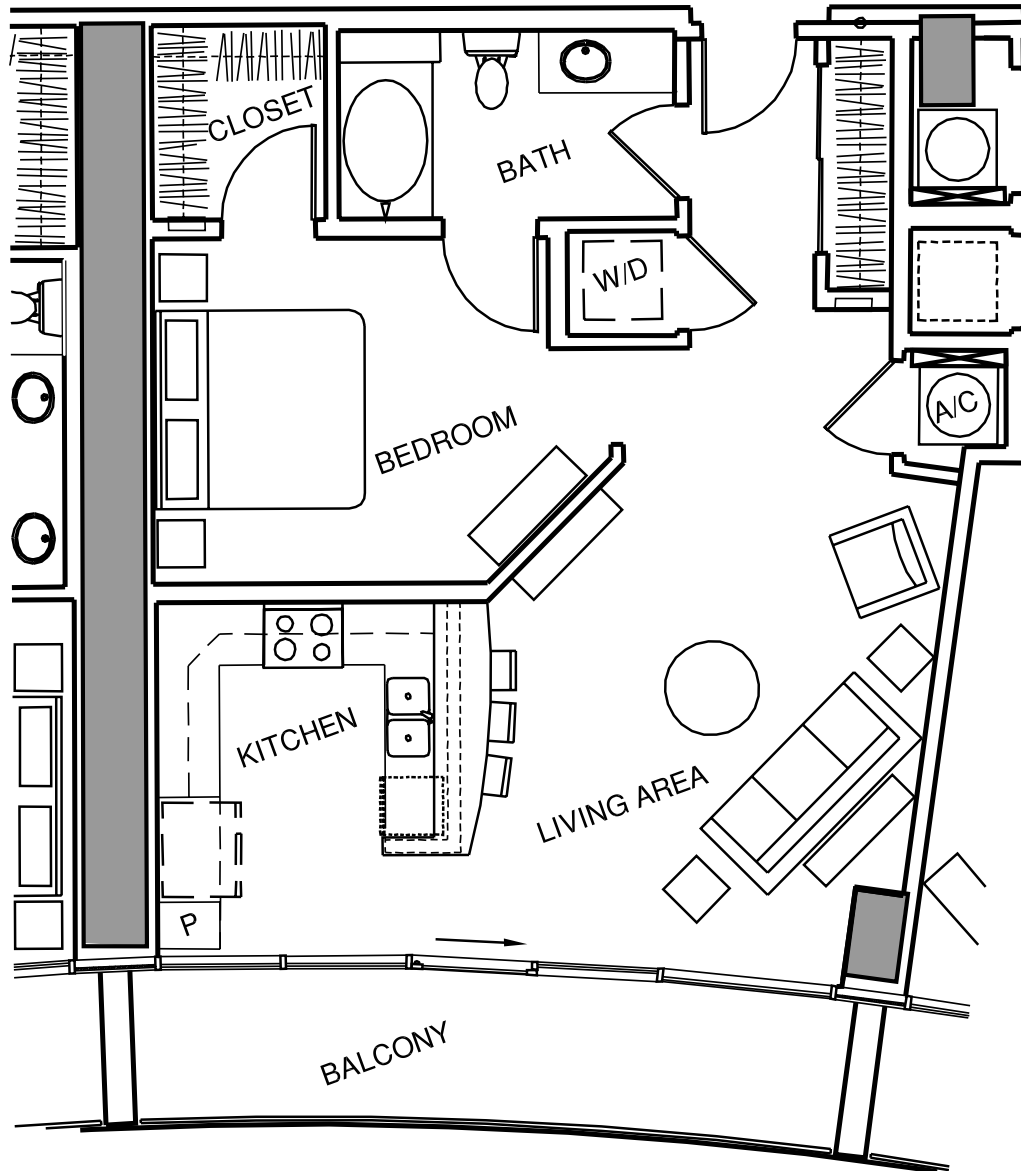 CLOSET
BATH
W/D
A/C
BEDROOM
KITCHEN
LIVING AREA
P
BALCONY